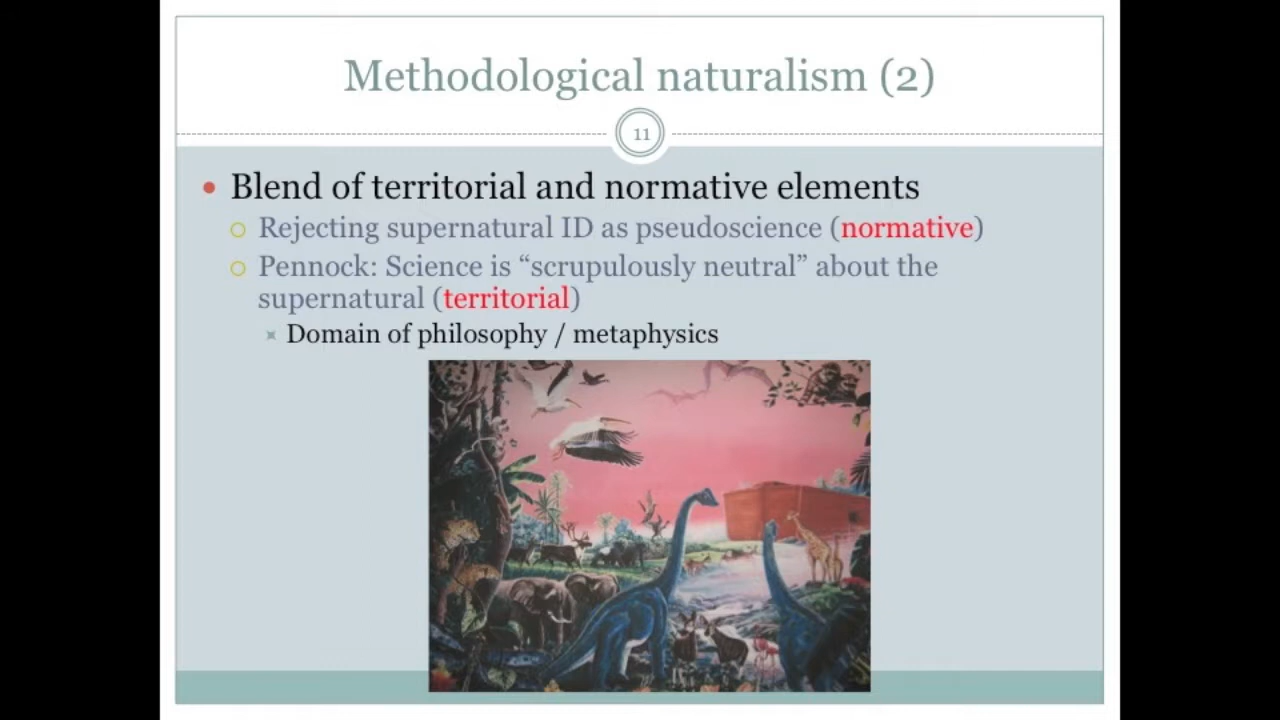 Methodological naturalism (2)
11
• Blend of territorial and normative elements
○ Rejecting supernatural ID as pseudoscience (normative)
○ Pennock: Science is “scrupulously neutral” about the
supernatural (territorial)
Domain of philosophy / metaphysics